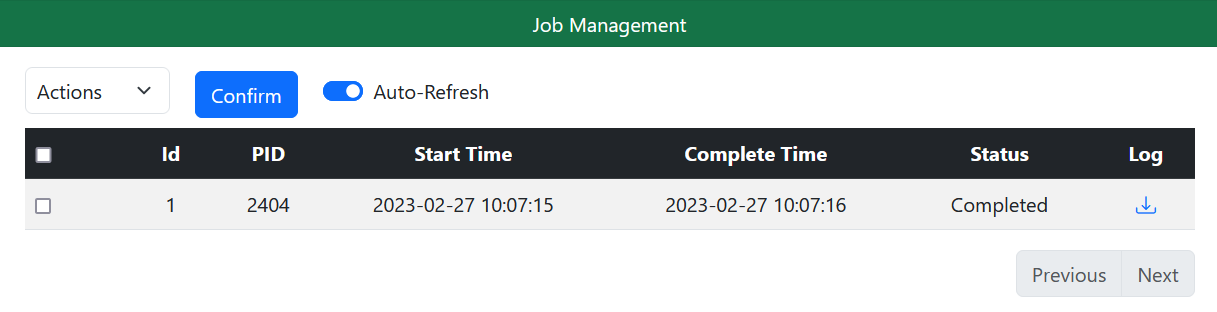 Job Management
Actions Confirm Auto-Refresh
Id PID Start Time Complete Time Status Log
1 2404 2023-02-27 10:07:15 2023-02-27 10:07:16 Completed
Previous Next